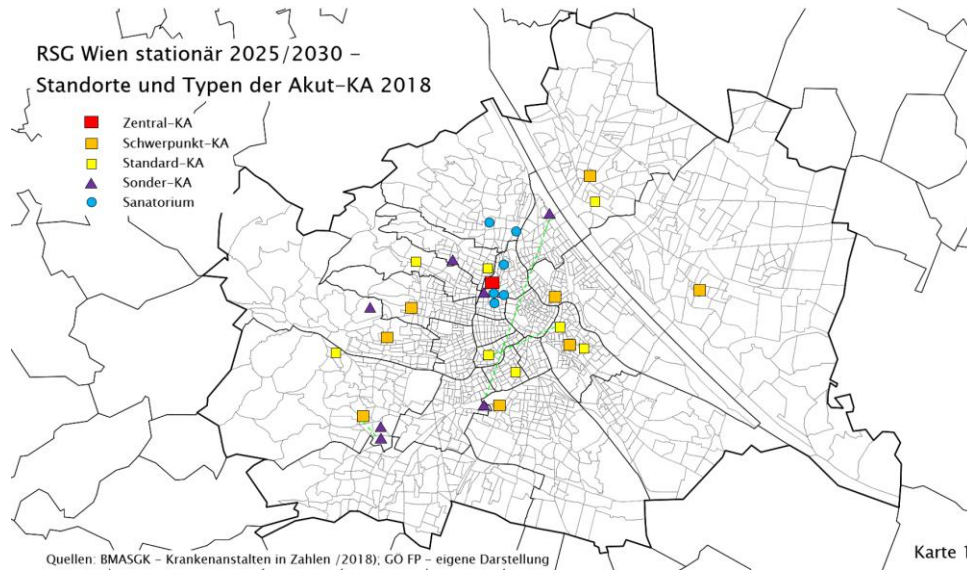 RSG Wien stationär 2025/2030 –
Standorte und Typen der Akut-KA 2018
Zentral-KA
Schwerpunkt-KA
Standard-KA
Sonder-KA
Sanatorium
Quellen: BMASGK – Krankenanstalten in Zahlen /2018); GÖ FP – eigene Darstellung
Karte 1